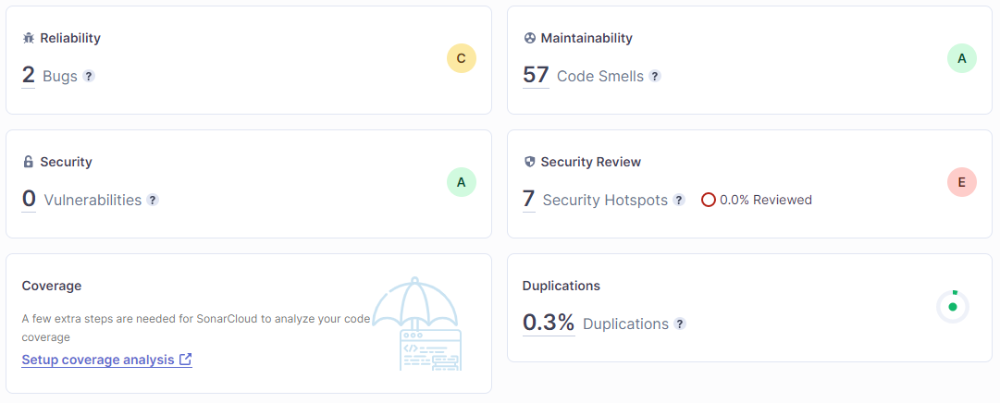 Reliability
2 Bugs ?
C
Maintainability
57 Code Smells ?
A
Security
0 Vulnerabilities ?
A
Security Review
7 Security Hotspots ? 0.0% Reviewed
E
Coverage
A few extra steps are needed for SonarCloud to analyze your code
coverage
Setup coverage analysis
</>
Duplications
0.3% Duplications ?